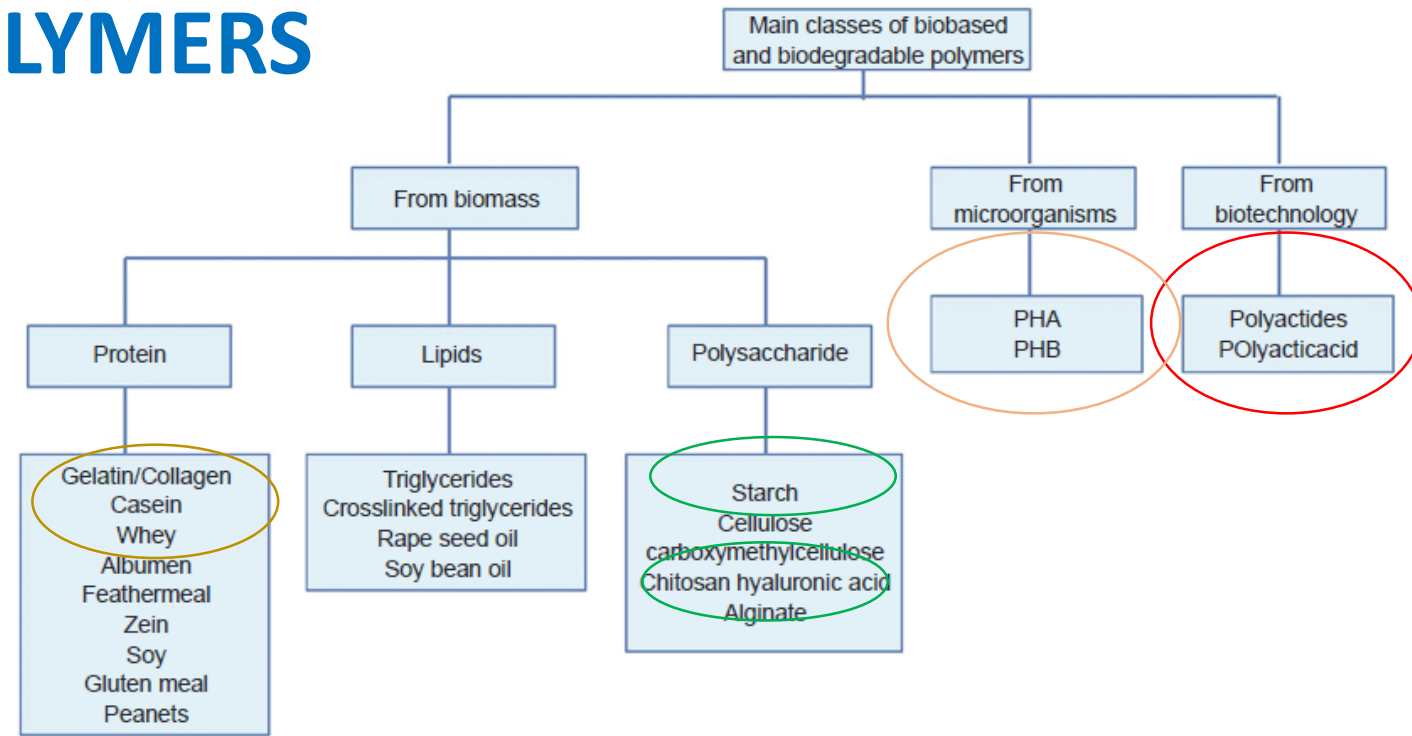 LYMERS
Main classes of biobased
and biodegradable polymers
From biomass
From
microorganisms
From
biotechnology
PHA
PHB
Polyactides
POlyacticacid
Protein
Lipids
Polysaccharide
Gelatin/Collagen
Casein
Whey
Albumen
Feathermeal
Zein
Soy
Gluten meal
Peanets
Triglycerides
Crosslinked triglycerides
Rape seed oil
Soy bean oil
Starch
Cellulose
carboxymethylcellulose
Chitosan hyaluronic acid
Alginate